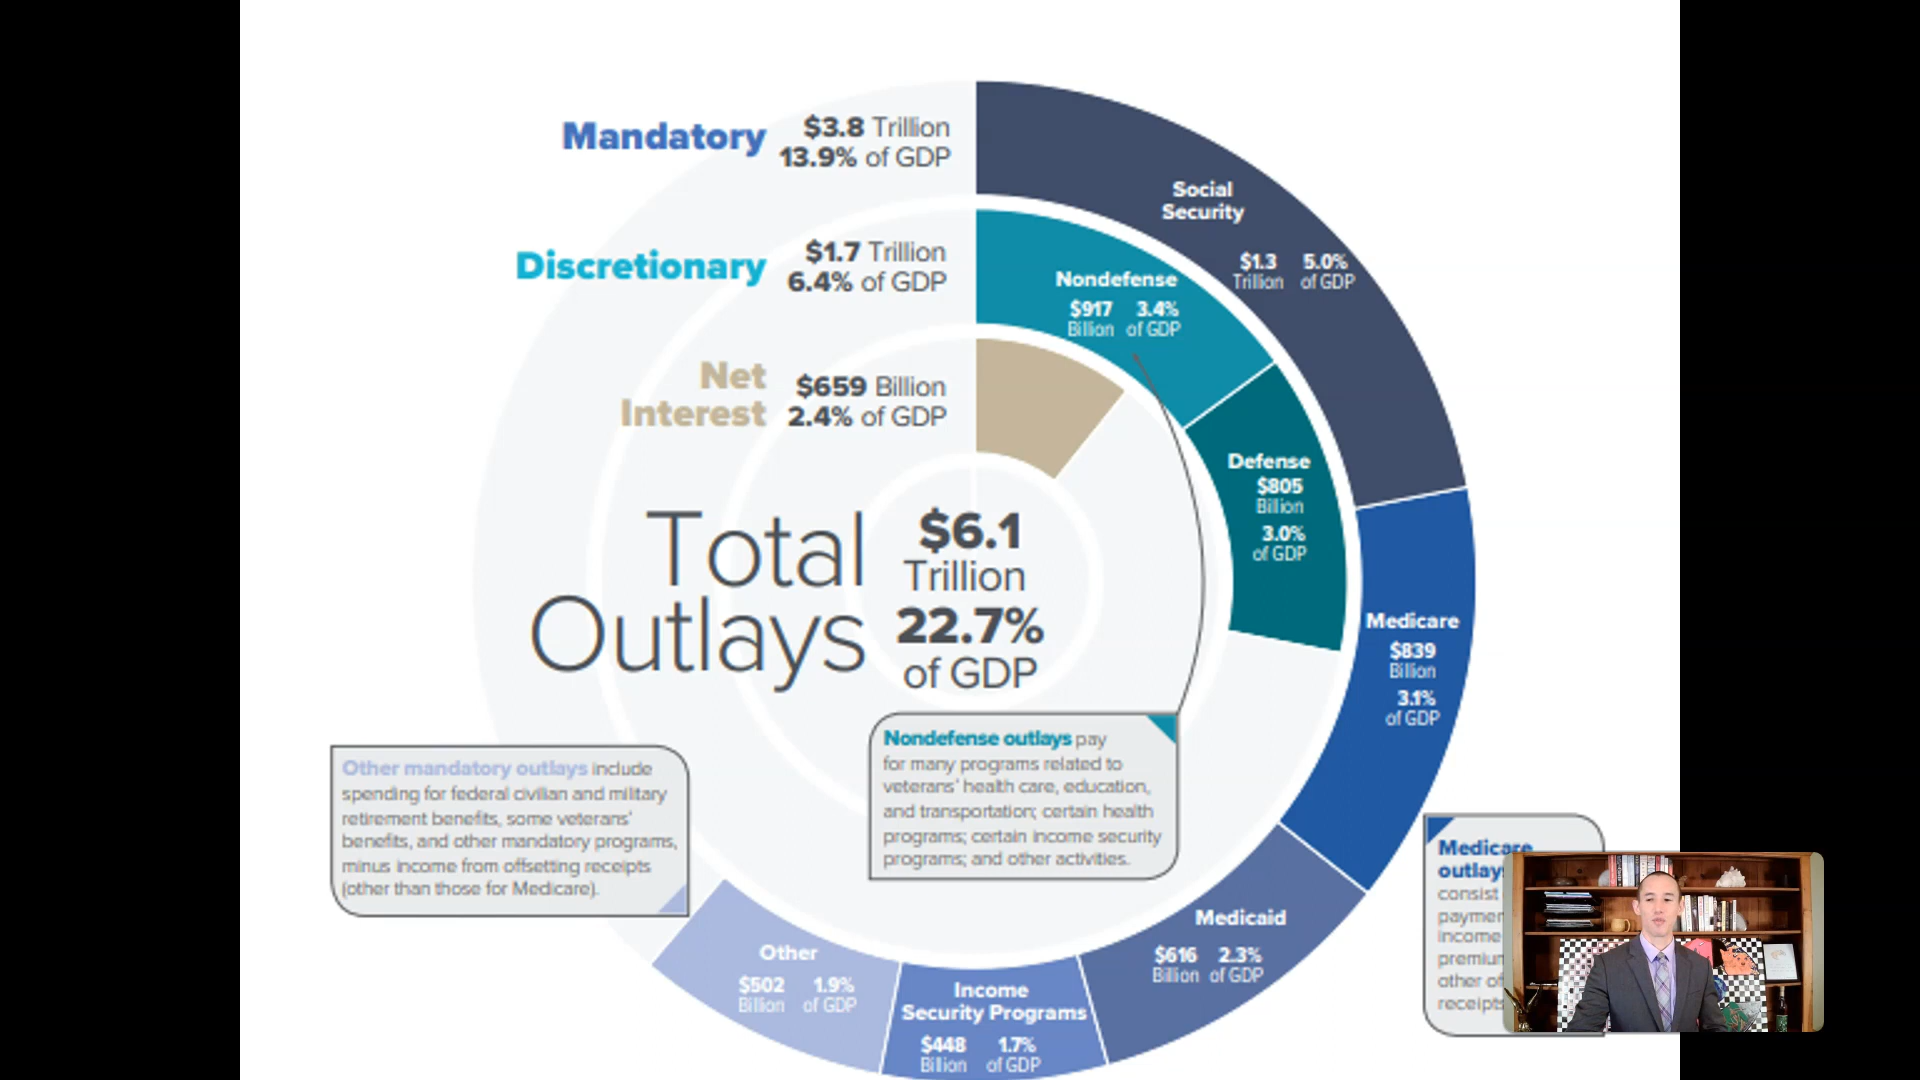 Mandatory
$3.8 Trillion
13.9% of GDP
Discretionary
$1.7 Trillion
6.4% of GDP
Net
Interest
$659 Billion
2.4% of GDP
Total
Outlays
$6.1
Trillion
22.7%
of GDP
Social
Security
$1.3 5.0%
Trillion of GDP
Nondefense
$917 3.4%
Billion of GDP
Defense
$805
Billion
3.0%
of GDP
Medicare
$839
Billion
3.1%
of GDP
Medicaid
$616 2.3%
Billion of GDP
Income
Security Programs
$448 1.7%
Billion of GDP
Other
$502 1.9%
Billion of GDP
Other mandatory outlays include
spending for federal civilian and military
retirement benefits, some veterans'
benefits, and other mandatory programs,
minus income from offsetting receipts
(other than those for Medicare).
Nondefense outlays pay
for many programs related to
veterans' health care, education,
and transportation; certain health
programs; certain income security
programs; and other activities.
Medicare
outlays
consist
income
other
receipts